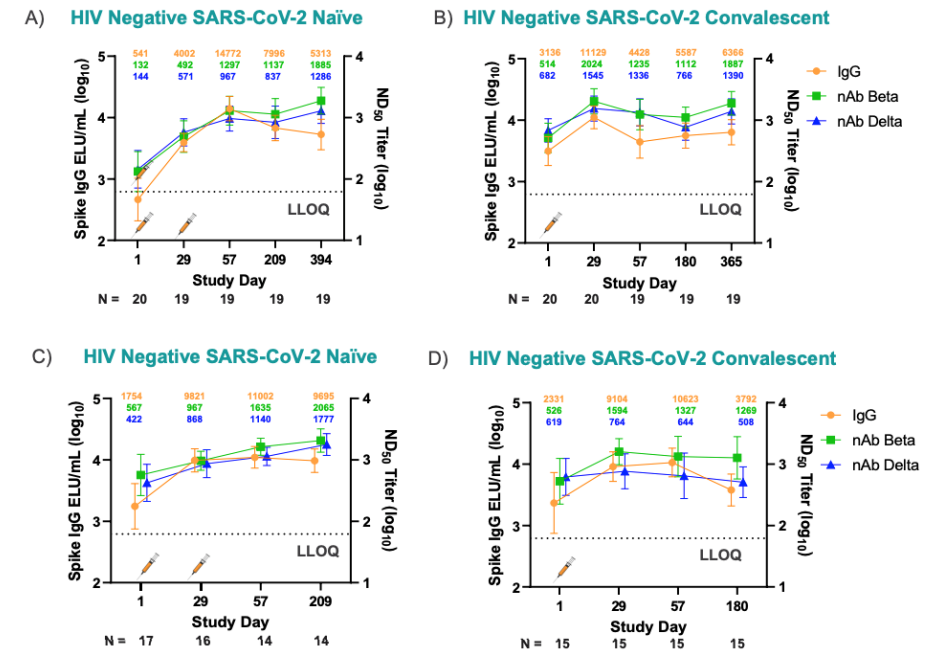 A) HIV Negative SARS-CoV-2 Naïve
541 4002 14772 7996 5313
132 492 1297 1137 1885
144 571 967 837 1286
5 4 3 2
4 3 2 1
Spike IgG ELU/mL (log10)
ND50 Titer (log10)
LLOQ
1 29 57 209 394
Study Day
N = 20 19 19 19 19
B) HIV Negative SARS-CoV-2 Convalescent
3136 11129 4428 5587 6366
514 2024 1235 1112 1887
682 1545 1336 766 1390
5 4 3 2
4 3 2 1
Spike IgG ELU/mL (log10)
ND50 Titer (log10)
LLOQ
1 29 57 180 365
Study Day
N = 20 20 19 19 19
IgG
nAb Beta
nAb Delta
C) HIV Negative SARS-CoV-2 Naïve
1754 9821 11002 9695
567 967 1635 2065
422 868 1140 1777
5 4 3 2
4 3 2 1
Spike IgG ELU/mL (log10)
ND50 Titer (log10)
LLOQ
1 29 57 209
Study Day
N = 17 16 14 14
D) HIV Negative SARS-CoV-2 Convalescent
2331 9104 10623 3792
526 1594 1327 1269
619 764 644 508
5 4 3 2
4 3 2 1
Spike IgG ELU/mL (log10)
ND50 Titer (log10)
LLOQ
1 29 57 180
Study Day
N = 15 15 15 15
IgG
nAb Beta
nAb Delta